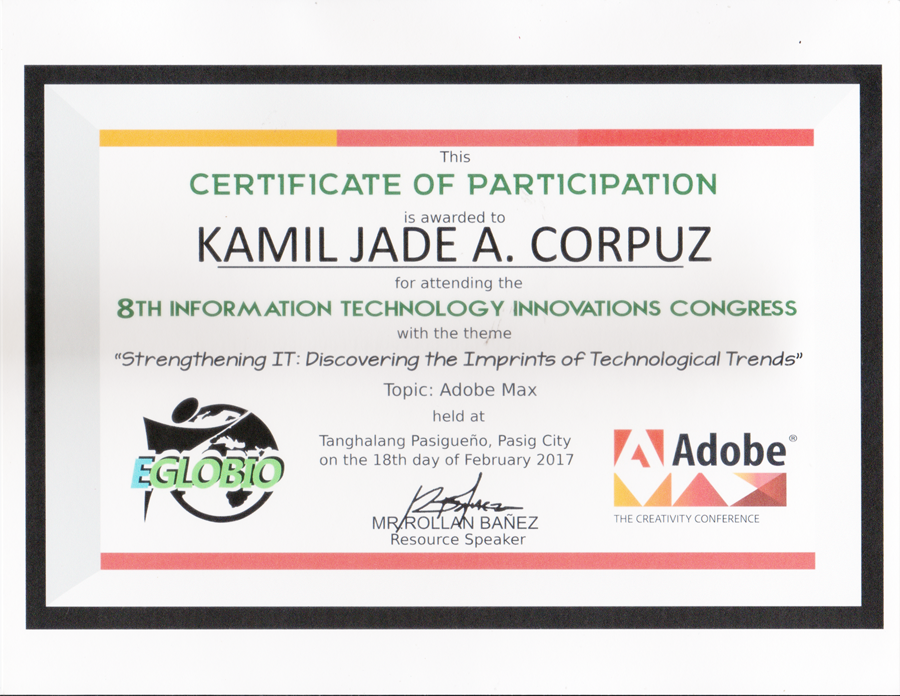 This
CERTIFICATE OF PARTICIPATION
is awarded to
KAMIL JADE A. CORPUZ
for attending the
8TH INFORMATION TECHNOLOGY INNOVATIONS CONGRESS
with the theme
“Strengthening IT: Discovering the Imprints of Technological Trends”
Topic: Adobe Max
held at
Tanghalang Pasigueño, Pasig City
on the 18th day of February 2017
MR. ROLLAN BAÑEZ
Resource Speaker
EGLOBIO
Adobe®
MAX
THE CREATIVITY CONFERENCE